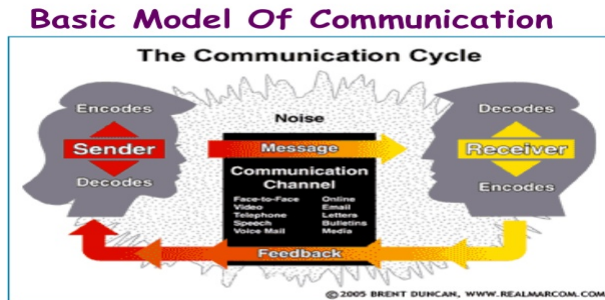 Basic Model Of Communication
The Communication Cycle
Encodes
Sender
Decodes
Noise
Message
Communication
Channel
Face-to-Face Online
Video Email
Telephone Letters
Speech Bulletins
Voice Mail Media
Decodes
Receiver
Encodes
Feedback
© 2005 BRENT DUNCAN, WWW.REALMARCOM.COM